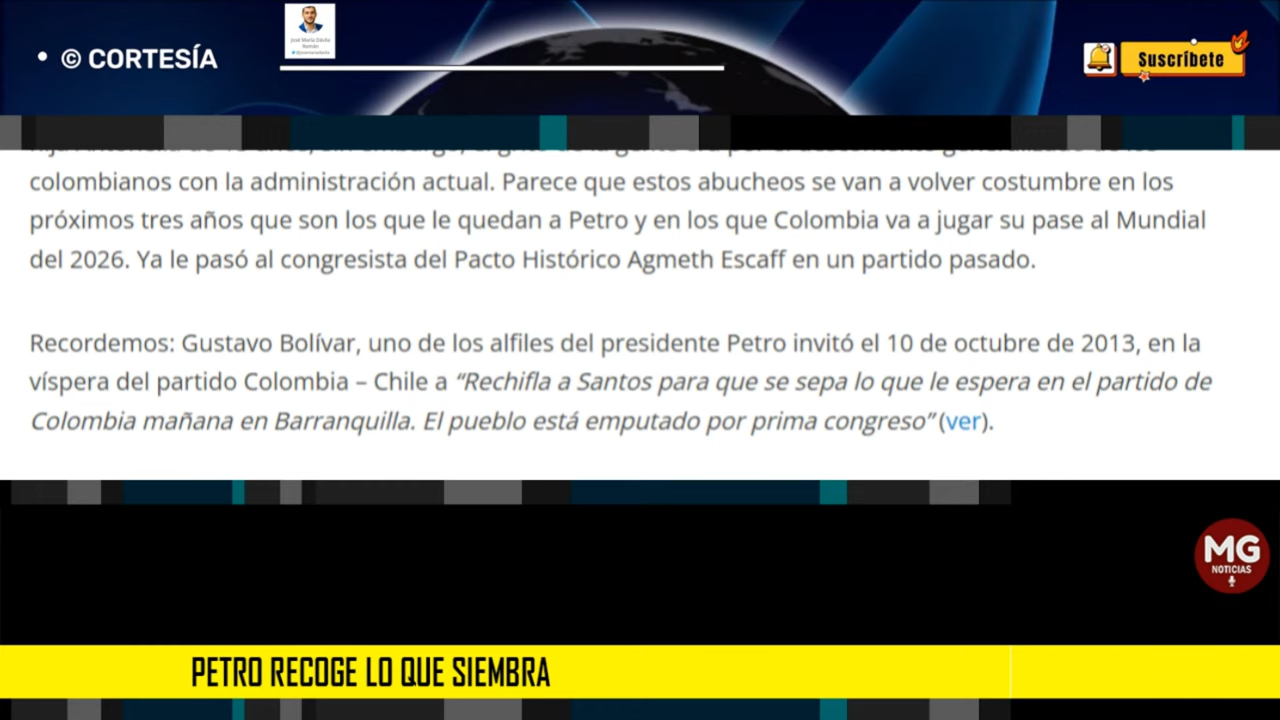 • © CORTESÍA
José María Dávila
Román
Suscríbete
colombianos con la administración actual. Parece que estos abucheos se van a volver costumbre en los
próximos tres años que son los que le quedan a Petro y en los que Colombia va a jugar su pase al Mundial
del 2026. Ya le pasó al congresista del Pacto Histórico Agmeth Escaff en un partido pasado.
Recordemos: Gustavo Bolívar, uno de los alfiles del presidente Petro invitó el 10 de octubre de 2013, en la
víspera del partido Colombia – Chile a “Rechifla a Santos para que se sepa lo que le espera en el partido de
Colombia mañana en Barranquilla. El pueblo está emputado por prima congreso” (ver).
MG
NOTICIAS
PETRO RECOGE LO QUE SIEMBRA